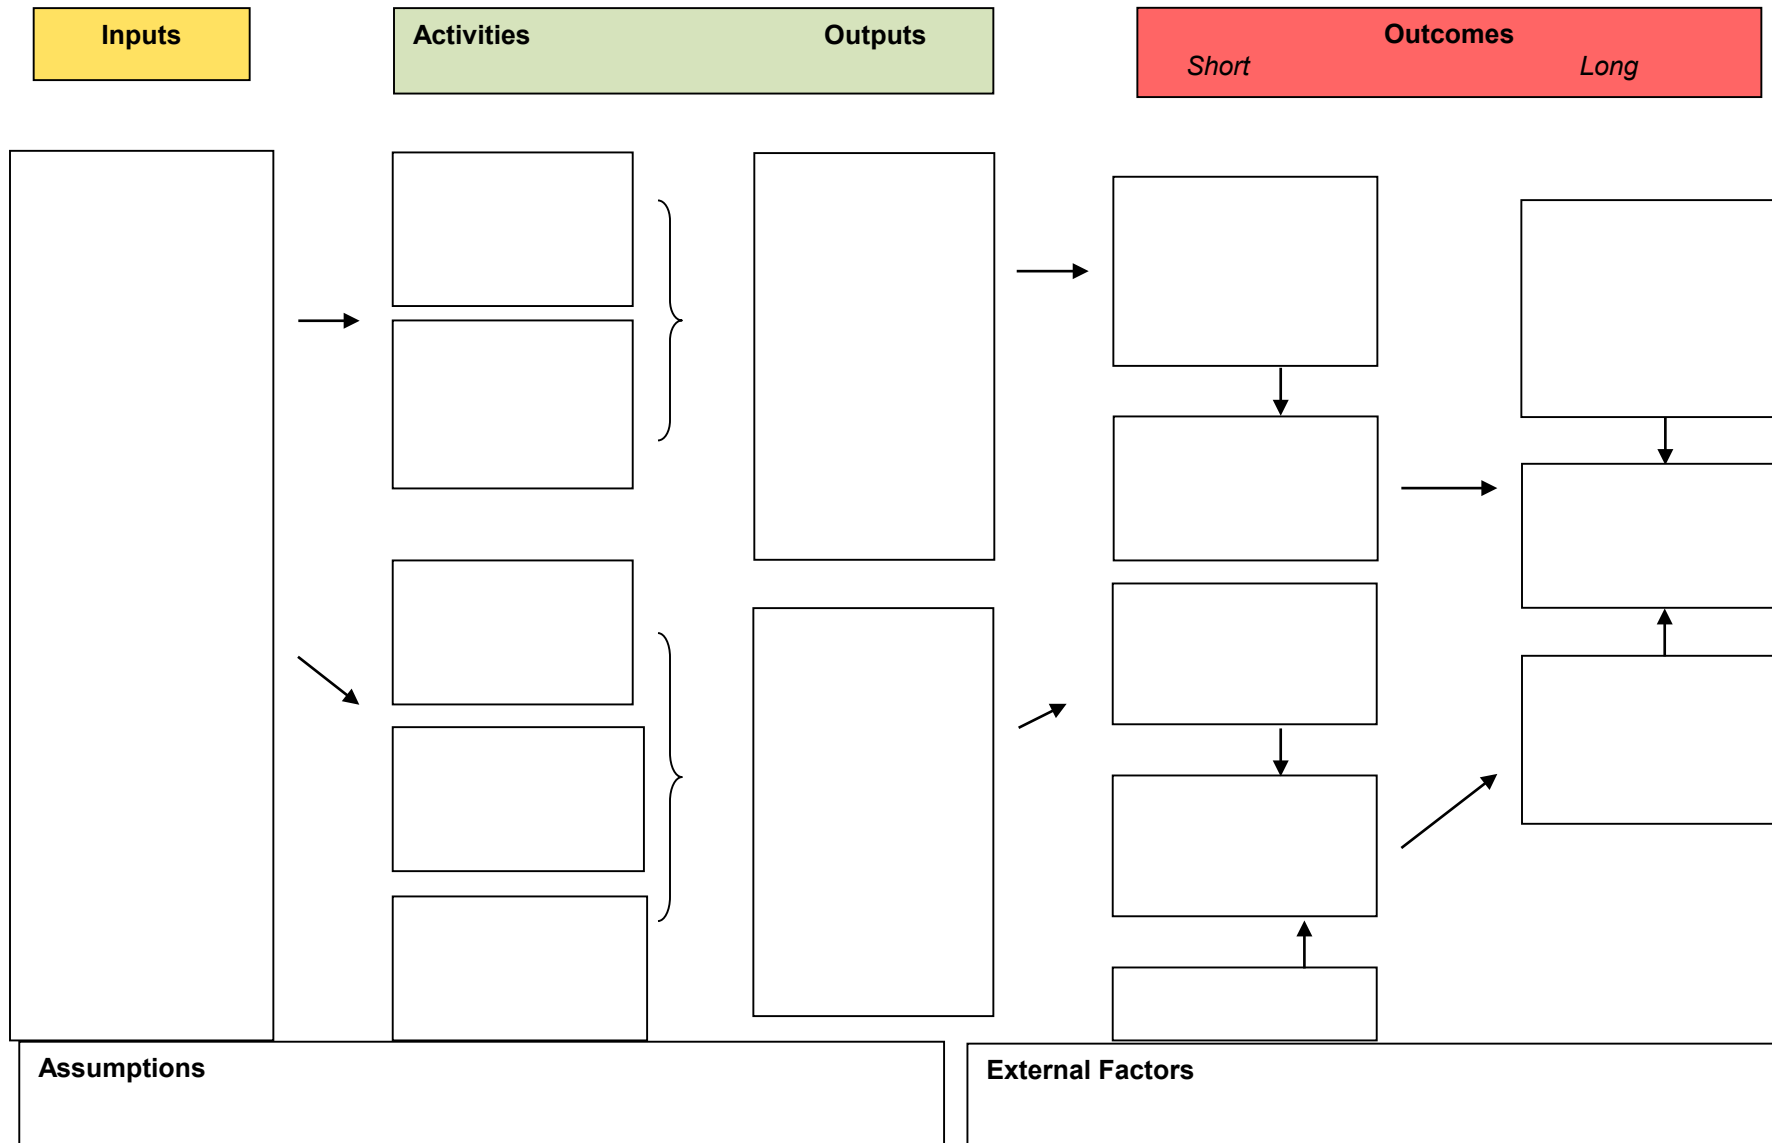 Inputs
Activities
Outputs
Outcomes
Short
Long
Assumptions
External Factors